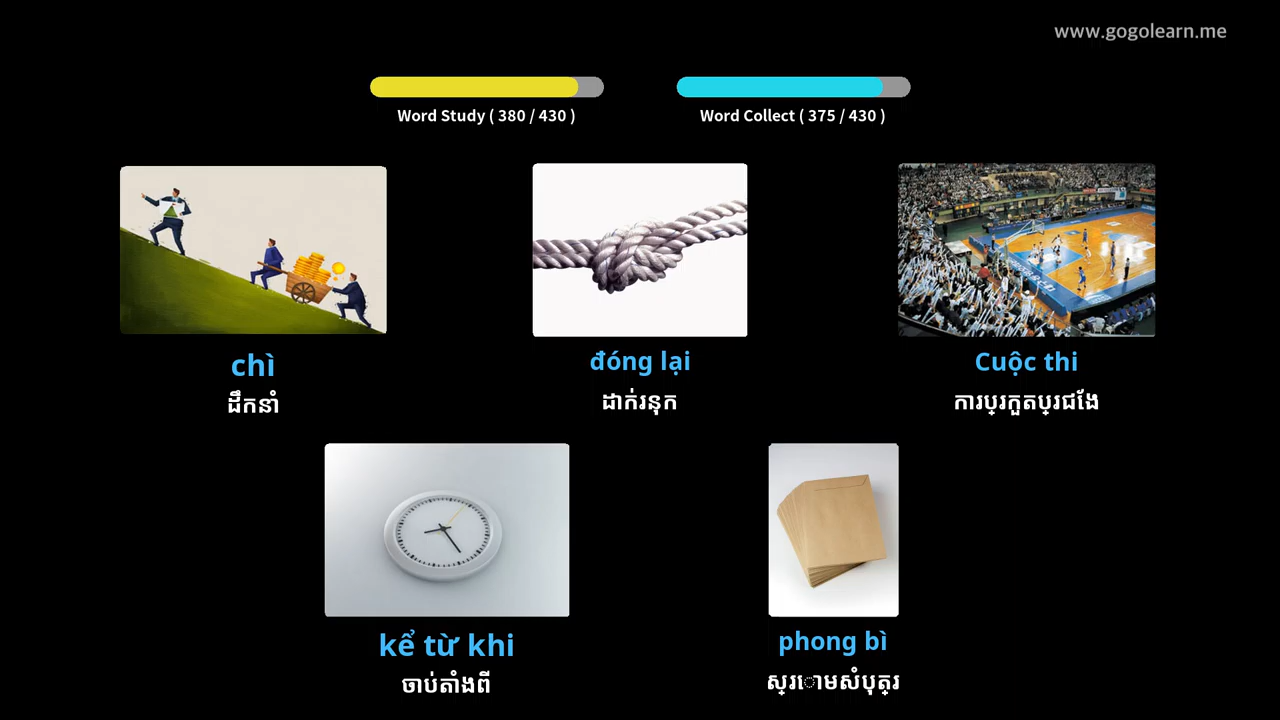 www.gogolearn.me
Word Study ( 380 / 430 )
Word Collect ( 375 / 430 )
chì
ដឹកនាំ
đóng lại
ដាក់រនុក
Cuộc thi
ការប្រកួតប្រជែង
kể từ khi
ចាប់តាំងពី
phong bì
ស្រោមសំបុត្រ